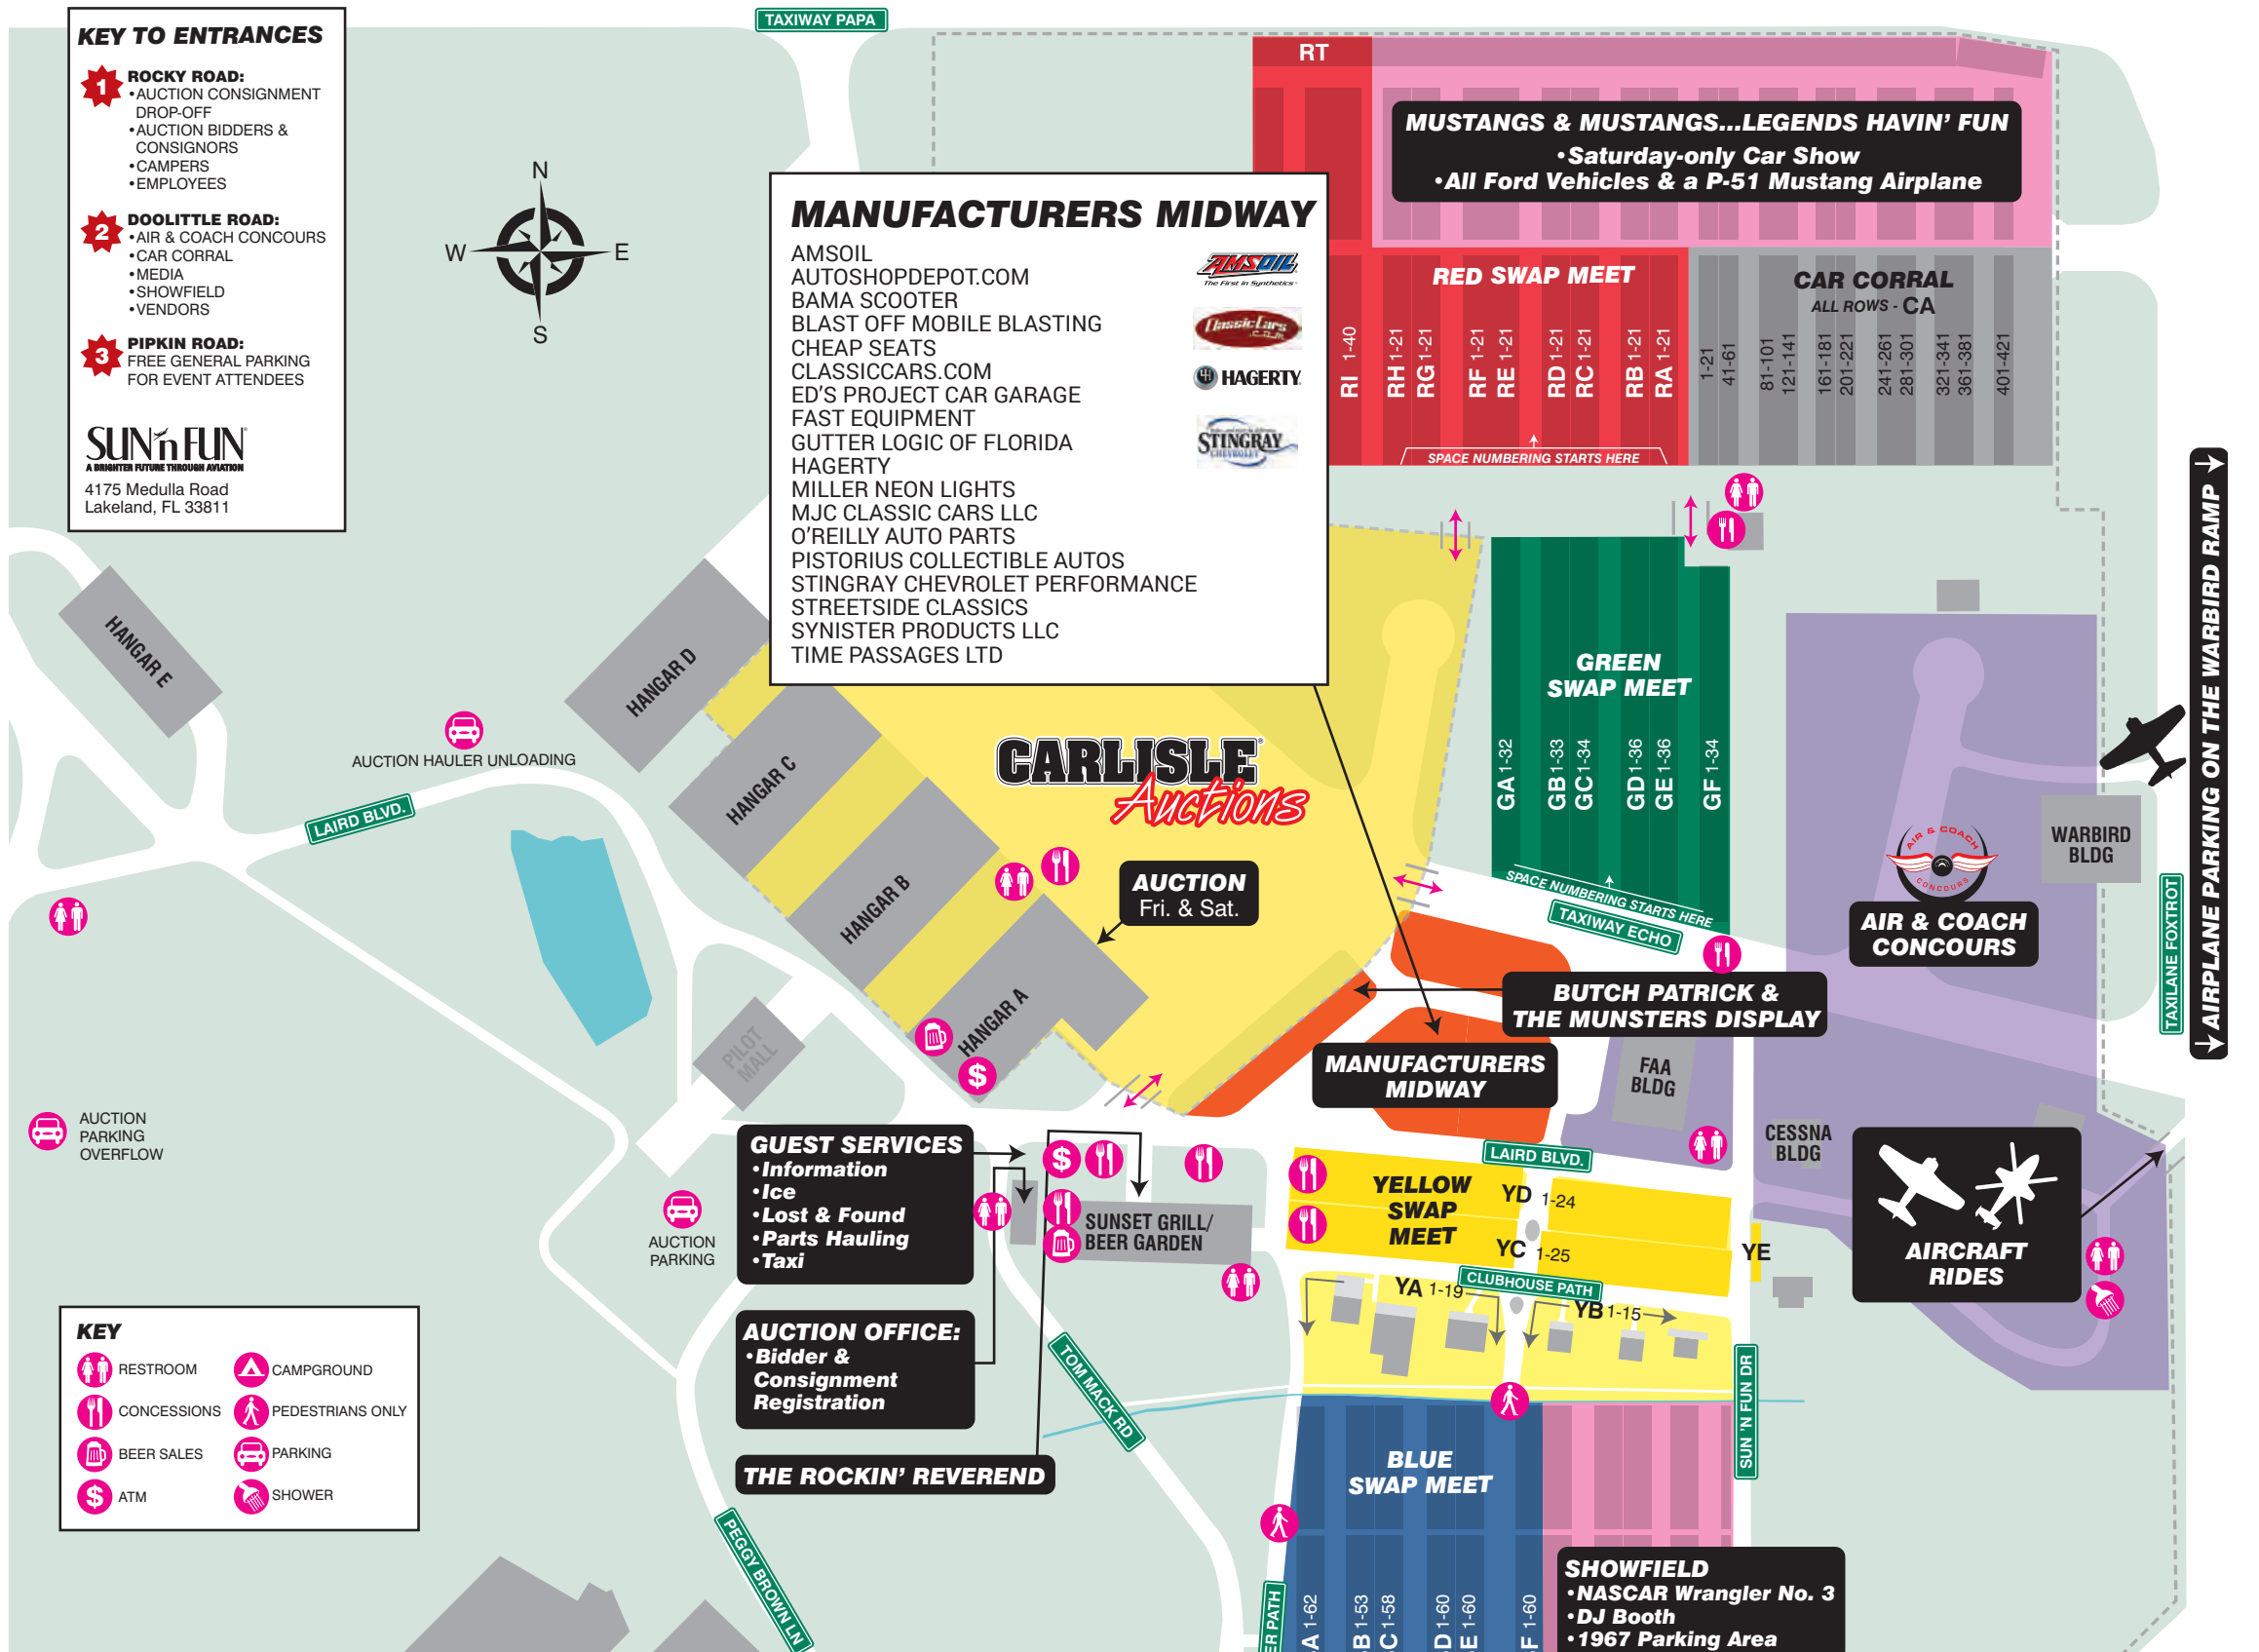 KEY TO ENTRANCES
1
ROCKY ROAD:
•AUCTION CONSIGNMENT
DROP-OFF
•AUCTION BIDDERS &
CONSIGNORS
•CAMPERS
•EMPLOYEES
2
DOOLITTLE ROAD:
•AIR & COACH CONCOURS
•CAR CORRAL
•MEDIA
•SHOWFIELD
•VENDORS
3
PIPKIN ROAD:
FREE GENERAL PARKING
FOR EVENT ATTENDEES
SUN 'n FUN
A BRIGHTER FUTURE THROUGH AVIATION
4175 Medulla Road
Lakeland, FL 33811
N
W
E
S
TAXIWAY PAPA
MANUFACTURERS MIDWAY
AMSOIL
AUTOSHOPDEPOT.COM
BAMA SCOOTER
BLAST OFF MOBILE BLASTING
CHEAP SEATS
CLASSICCARS.COM
ED'S PROJECT CAR GARAGE
FAST EQUIPMENT
GUTTER LOGIC OF FLORIDA
HAGERTY
MILLER NEON LIGHTS
MJC CLASSIC CARS LLC
O'REILLY AUTO PARTS
PISTORIUS COLLECTIBLE AUTOS
STINGRAY CHEVROLET PERFORMANCE
STREETSIDE CLASSICS
SYNISTER PRODUCTS LLC
TIME PASSAGES LTD
AMSOIL
The First in Synthetics
ClassicCars
.com
HAGERTY
STINGRAY
CHEVROLET
RT
MUSTANGS & MUSTANGS...LEGENDS HAVIN' FUN
•Saturday-only Car Show
•All Ford Vehicles & a P-51 Mustang Airplane
RED SWAP MEET
RI 1-40
RH 1-21
RG 1-21
RF 1-21
RE 1-21
RD 1-21
RC 1-21
RB 1-21
RA 1-21
SPACE NUMBERING STARTS HERE
CAR CORRAL
ALL ROWS - CA
1-21
41-61
81-101
121-141
161-181
201-221
241-261
281-301
321-341
361-381
401-421
AIRPLANE PARKING ON THE WARBIRD RAMP
GREEN
SWAP MEET
GA 1-32
GB 1-33
GC 1-34
GD 1-36
GE 1-36
GF 1-34
SPACE NUMBERING STARTS HERE
TAXIWAY ECHO
HANGAR E
HANGAR D
HANGAR C
HANGAR B
HANGAR A
AUCTION HAULER UNLOADING
LAIRD BLVD.
CARLISLE
Auctions
AUCTION
Fri. & Sat.
AIR & COACH
CONCOURS
AIR & COACH
CONCOURS
WARBIRD
BLDG
TAXILANE FOXTROT
BUTCH PATRICK &
THE MUNSTERS DISPLAY
MANUFACTURERS
MIDWAY
FAA
BLDG
CESSNA
BLDG
PILOT
MALL
AUCTION
PARKING
OVERFLOW
AUCTION
PARKING
GUEST SERVICES
•Information
•Ice
•Lost & Found
•Parts Hauling
•Taxi
SUNSET GRILL/
BEER GARDEN
LAIRD BLVD.
YELLOW
SWAP
MEET
YD 1-24
YC 1-25
YE
CLUBHOUSE PATH
YA 1-19
YB 1-15
AIRCRAFT
RIDES
AUCTION OFFICE:
•Bidder &
Consignment
Registration
THE ROCKIN' REVEREND
TOM MACK RD
PEGGY BROWN LN
SUN 'N FUN DR
KEY
RESTROOM
CAMPGROUND
CONCESSIONS
PEDESTRIANS ONLY
BEER SALES
PARKING
$ ATM
SHOWER
BLUE
SWAP MEET
A 1-62
B 1-53
C 1-58
D 1-60
E 1-60
F 1-60
ER PATH
SHOWFIELD
•NASCAR Wrangler No. 3
•DJ Booth
•1967 Parking Area